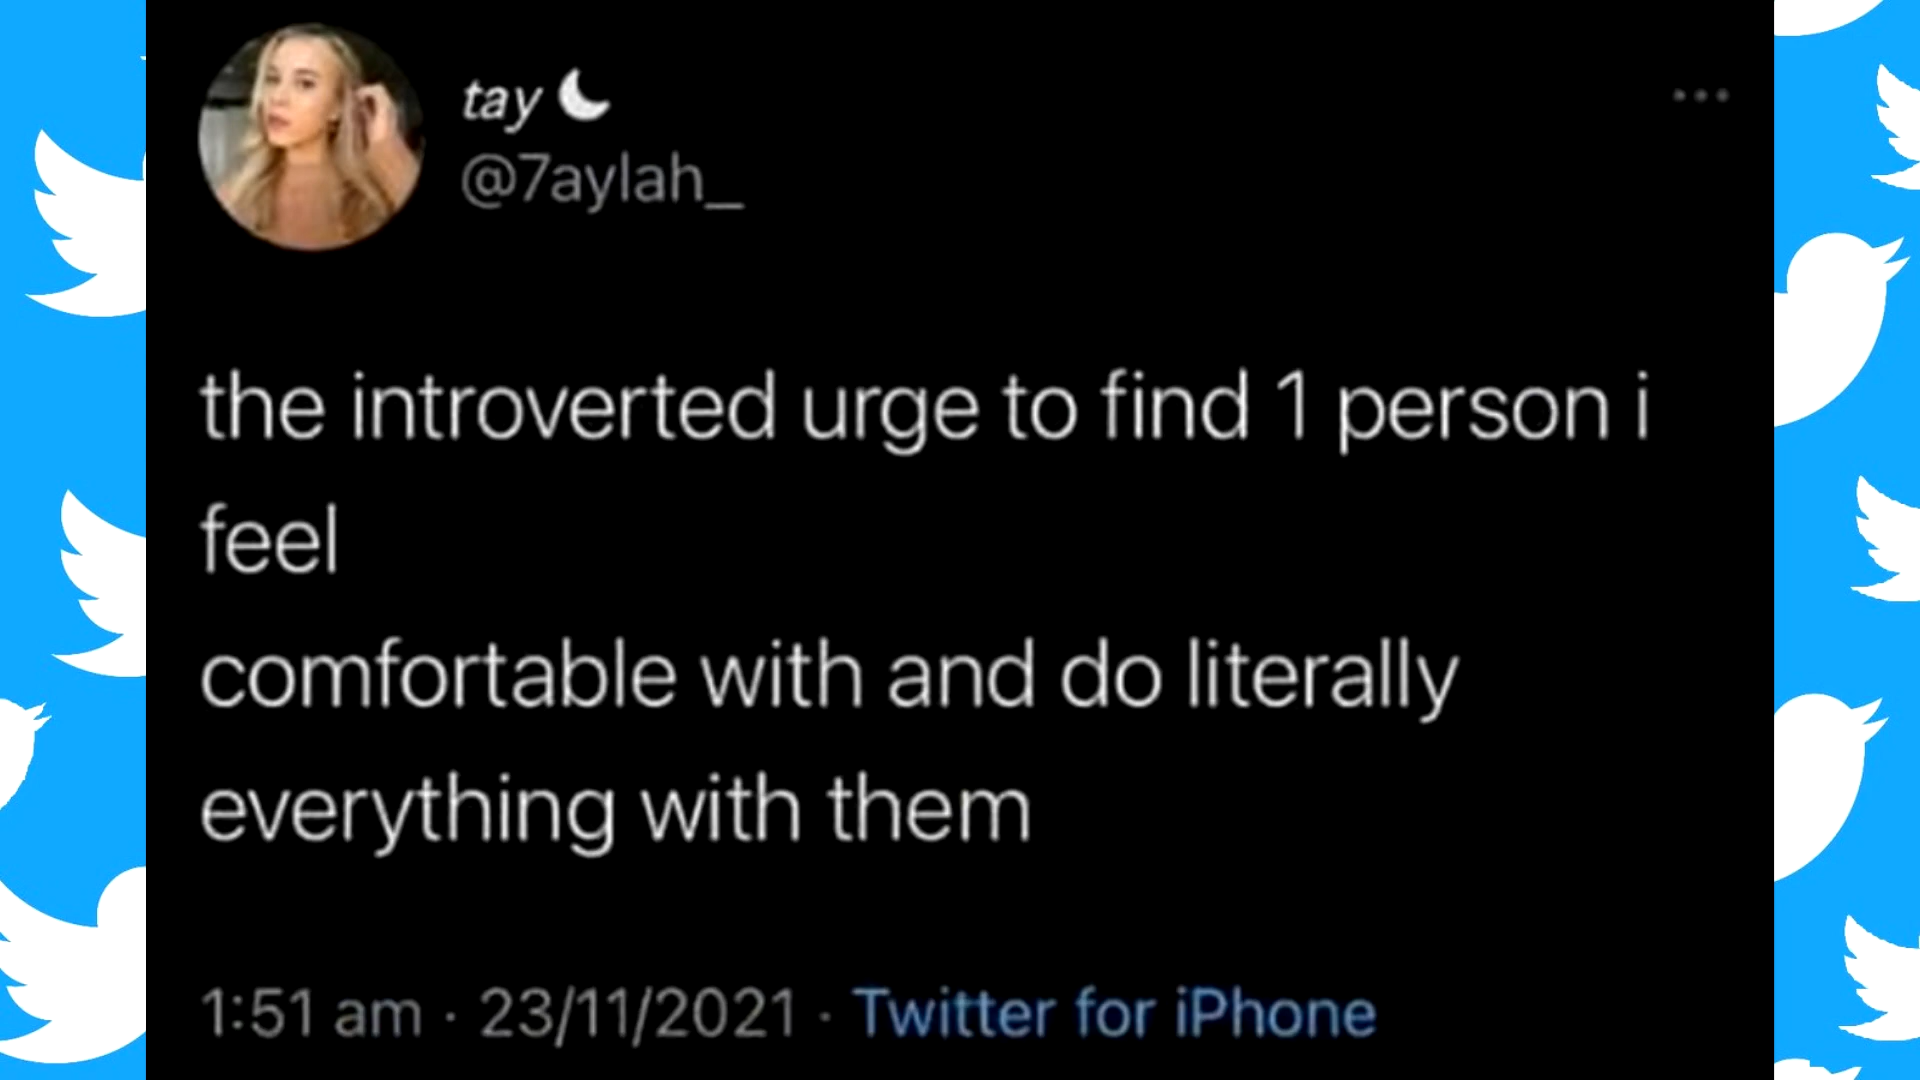 tay
@7aylah_
the introverted urge to find 1 person i
feel
comfortable with and do literally
everything with them
1:51 am · 23/11/2021 · Twitter for iPhone